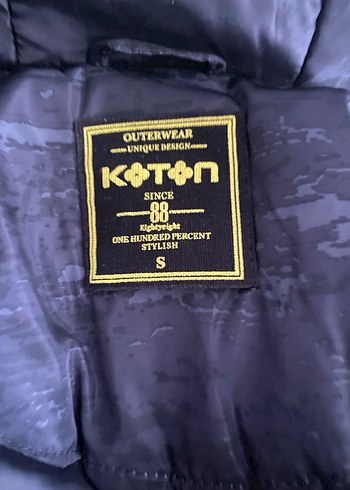 OUTERWEAR
UNIQUE DESIGN
KOTON
SINCE
88
Eightyeight
ONE HUNDRED PERCENT
STYLISH
S